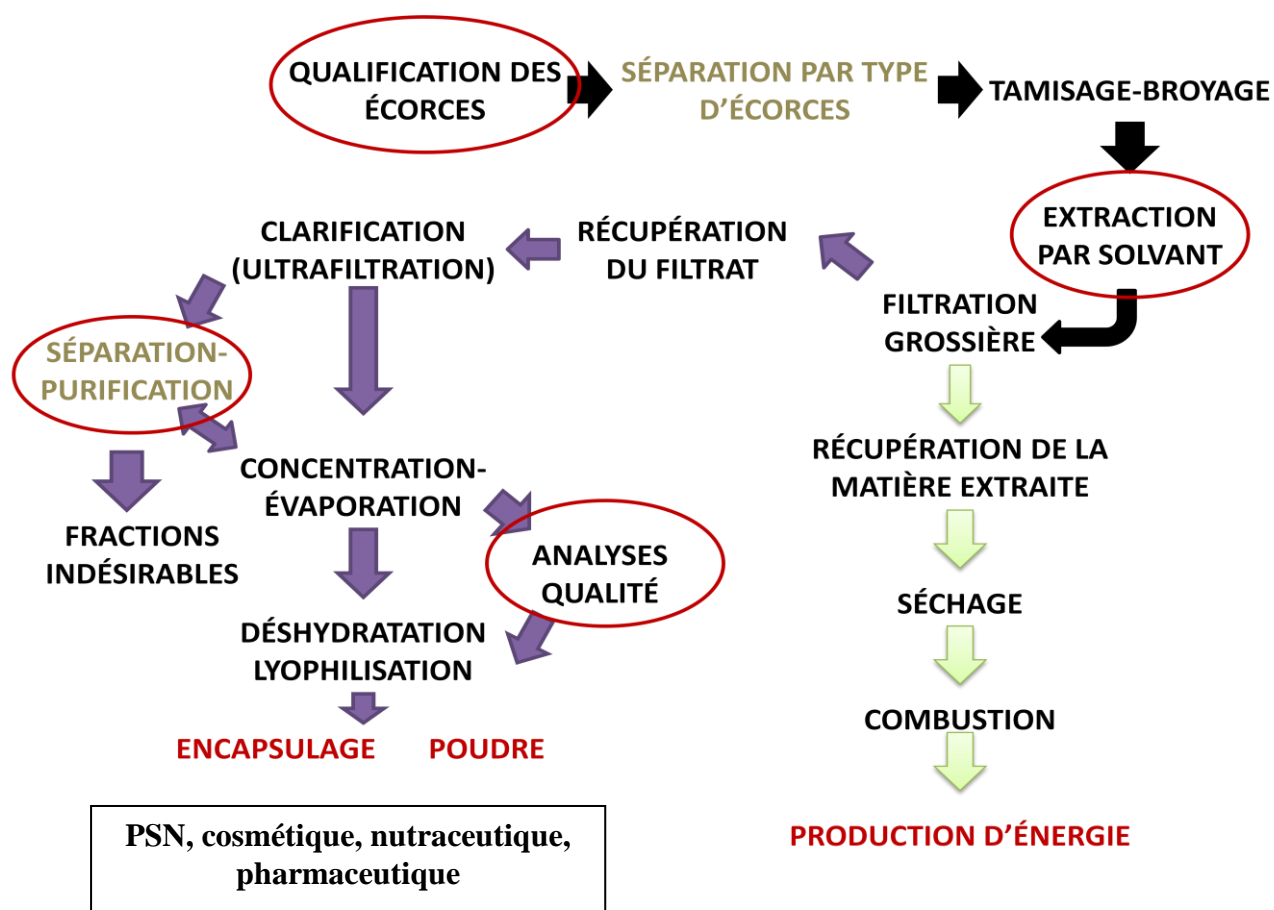 QUALIFICATION DES
ÉCORCES
SÉPARATION PAR TYPE
D’ÉCORCES
TAMISAGE-BROYAGE
EXTRACTION
PAR SOLVANT
CLARIFICATION
(ULTRAFILTRATION)
RÉCUPÉRATION
DU FILTRAT
FILTRATION
GROSSIÈRE
SÉPARATION-
PURIFICATION
CONCENTRATION-
ÉVAPORATION
RÉCUPÉRATION DE LA
MATIÈRE EXTRAITE
FRACTIONS
INDÉSIRABLES
ANALYSES
QUALITÉ
SÉCHAGE
DÉSHYDRATATION
LYOPHILISATION
COMBUSTION
ENCAPSULAGE
POUDRE
PRODUCTION D’ÉNERGIE
PSN, cosmétique, nutraceutique,
pharmaceutique